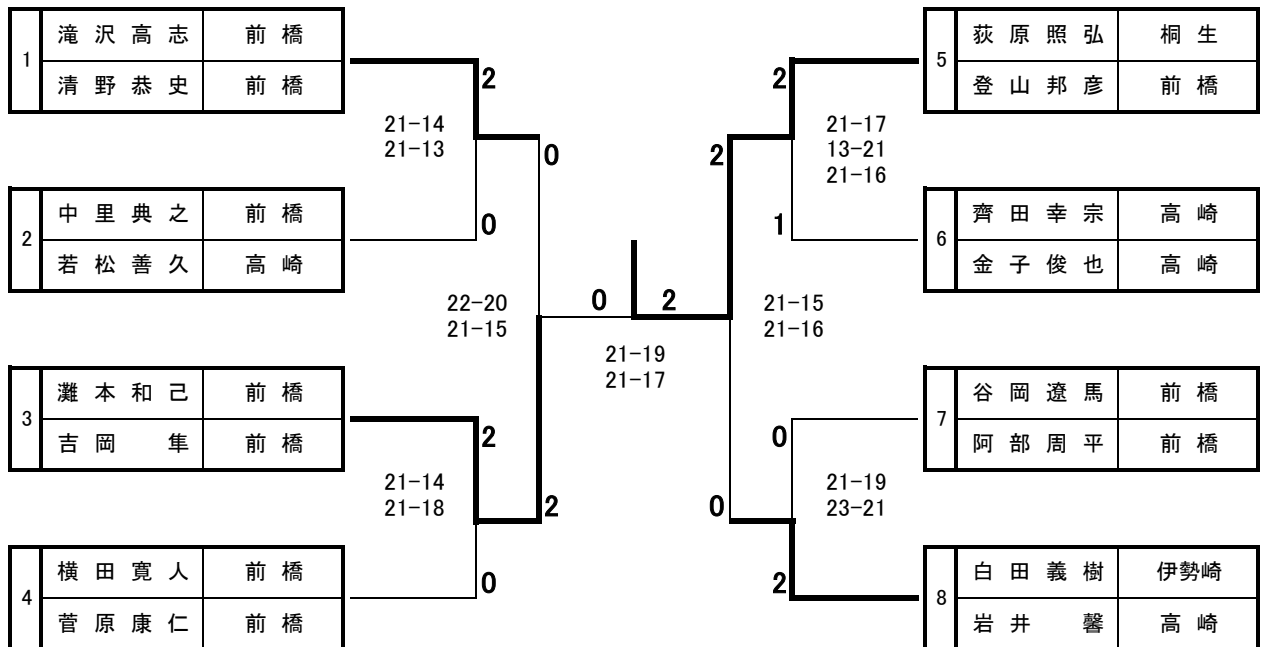 1
滝沢高志 前橋
清野恭史 前橋
2
中里典之 前橋
若松善久 高崎
3
灘本和己 前橋
吉岡 隼 前橋
4
横田寛人 前橋
菅原康仁 前橋
2
21-14
21-13
0
0
22-20
21-15
2
21-14
21-18
2
0
0 2
21-19
21-17
2
21-17
13-21
21-16
2
1
21-15
21-16
0
21-19
23-21
0
2
5
荻原照弘 桐生
登山邦彦 前橋
6
齊田幸宗 高崎
金子俊也 高崎
7
谷岡遼馬 前橋
阿部周平 前橋
8
白田義樹 伊勢崎
岩井 馨 高崎